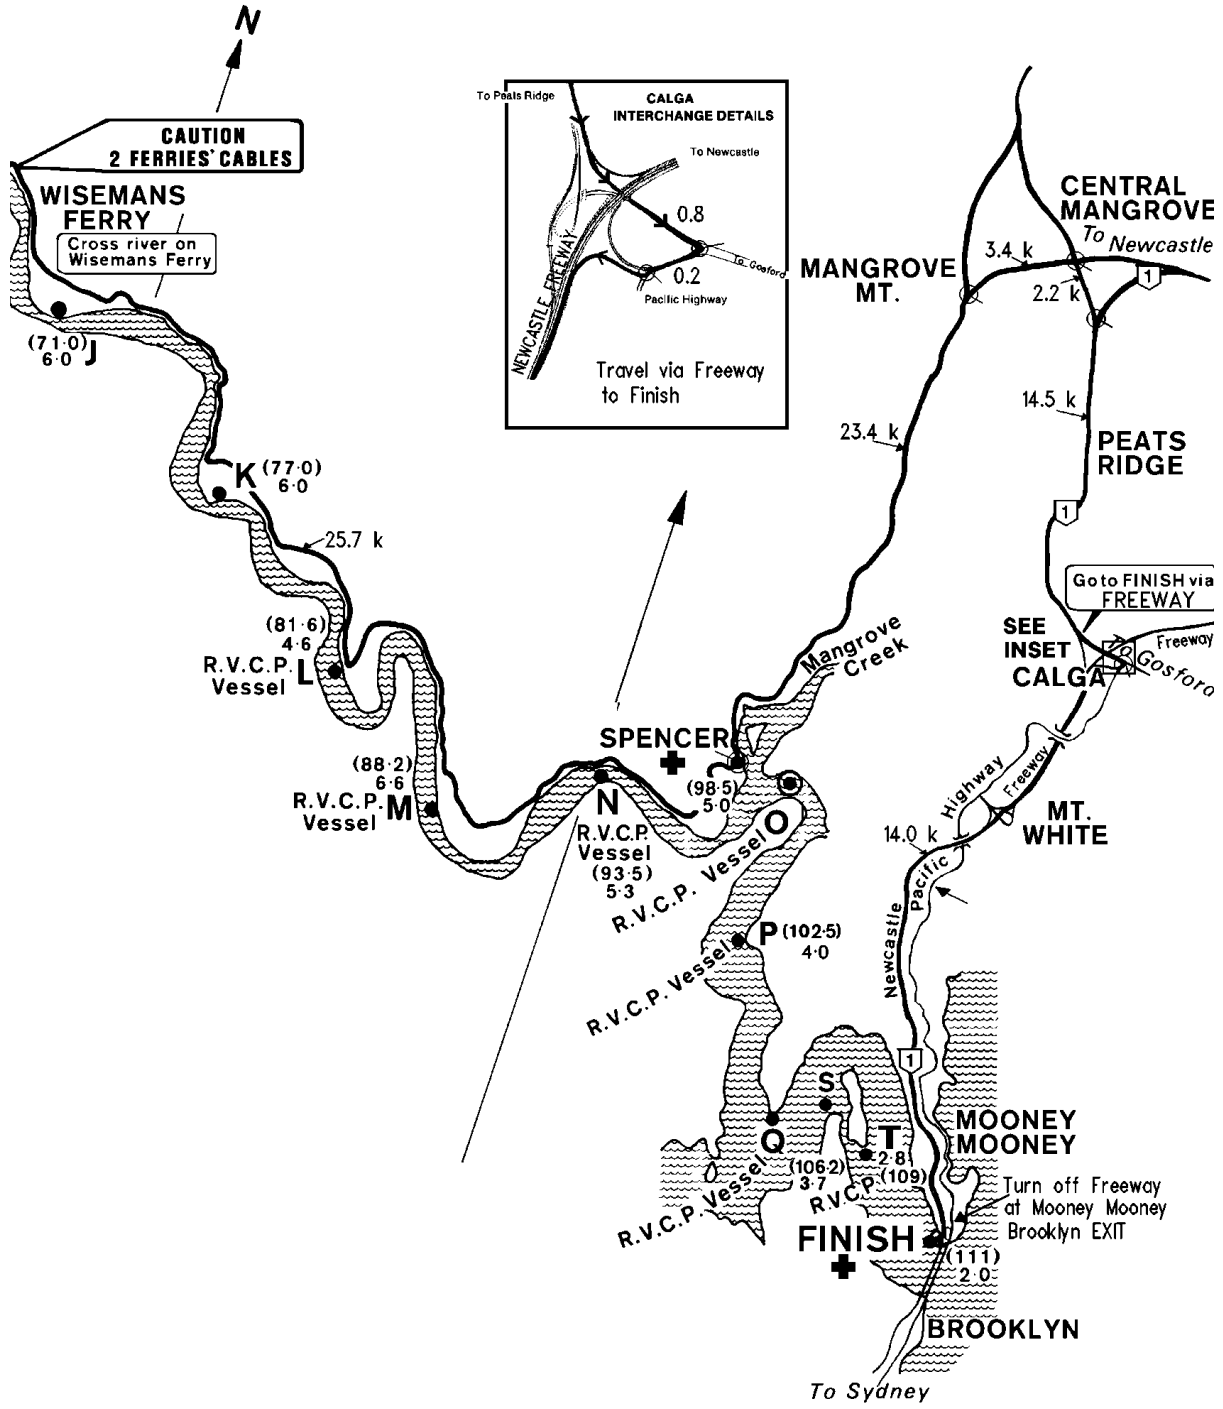 N
CAUTION
2 FERRIES' CABLES
WISEMANS
FERRY
Cross river on
Wisemans Ferry
(71·0)
6·0
J
To Peats Ridge
CALGA
INTERCHANGE DETAILS
To Newcastle
0.8
To Gosford
0.2
Pacific Highway
NEWCASTLE FREEWAY
Travel via Freeway
to Finish
CENTRAL
MANGROVE
To Newcastle
3.4 k
1
MANGROVE
MT.
2.2 k
14.5 k
23.4 k
PEATS
RIDGE
1
K
(77·0)
6·0
25.7 k
Go to FINISH via
FREEWAY
Freeway
SEE
INSET
CALGA
To Gosford
(81·6)
4·6
R.V.C.P.
Vessel
L
Mangrove
Creek
SPENCER
(88·2)
6·6
R.V.C.P.
Vessel
M
N
R.V.C.P.
Vessel
(93·5)
5·3
(98·5)
5·0
O
R.V.C.P. Vessel
Highway
Freeway
MT.
WHITE
14.0 k
Pacific
Newcastle
P
(102·5)
4·0
R.V.C.P. Vessel
1
S
Q
R.V.C.P. Vessel
(106·2)
3·7
T
2·8
(109)
R.V.C.P
MOONEY
MOONEY
Turn off Freeway
at Mooney Mooney
Brooklyn EXIT
FINISH
(111)
2·0
BROOKLYN
To Sydney